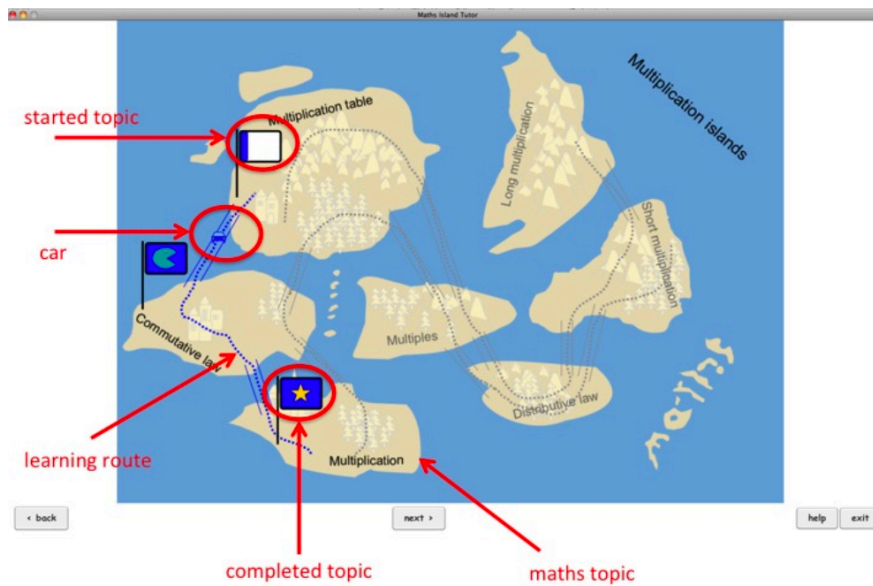 Maths Island Tutor
Multiplication islands
started topic
Multiplication table
Long multiplication
Short multiplication
car
Commutative law
Multiples
Distributive law
learning route
Multiplication
< back
next >
help
exit
completed topic
maths topic